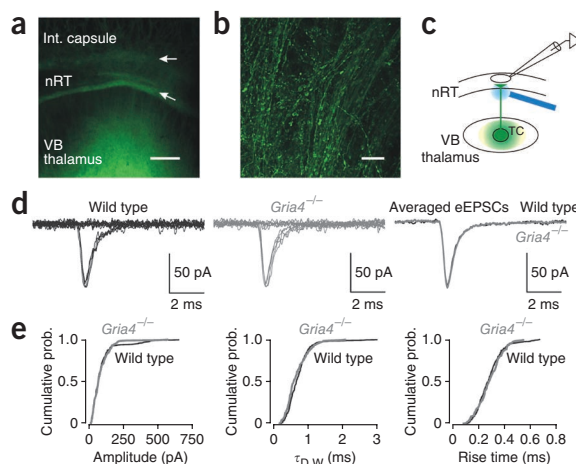 a
b
c
Int. capsule
nRT
VB
thalamus
nRT
TC
VB
thalamus
d
Wild type
Gria4–/–
Averaged eEPSCs
Wild type
Gria4–/–
50 pA
2 ms
50 pA
2 ms
50 pA
2 ms
e
Cumulative prob.
1.0
0.5
0
Gria4–/–
Wild type
0 250 500 750
Amplitude (pA)
Cumulative prob.
1.0
0.5
0
Gria4–/–
Wild type
0 1 2 3
τD,W (ms)
Cumulative prob.
1.0
0.5
0
Gria4–/–
Wild type
0 0.2 0.4 0.6 0.8
Rise time (ms)